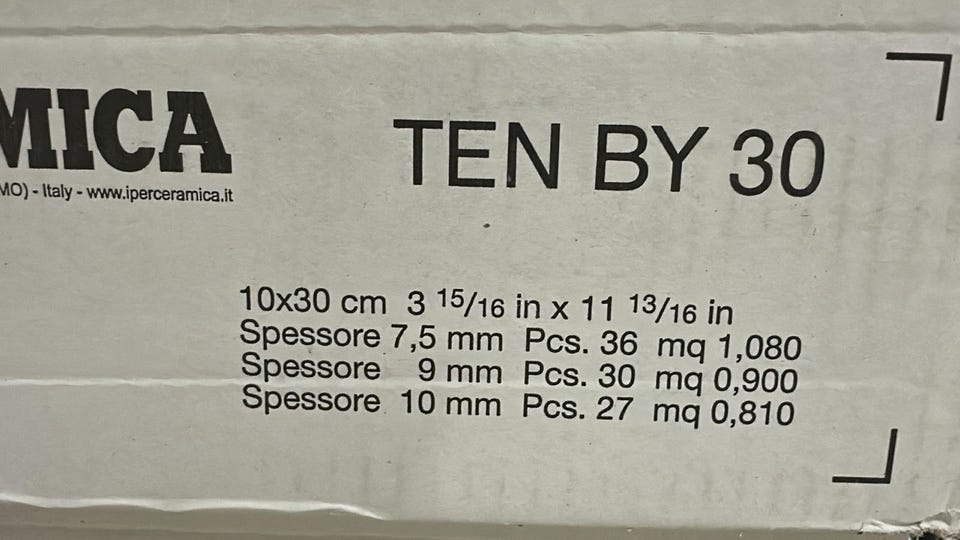 MICA
MO) - Italy - www.iperceramica.it
TEN BY 30
10x30 cm 3 15/16 in x 11 13/16 in
Spessore 7,5 mm Pcs. 36 mq 1,080
Spessore 9 mm Pcs. 30 mq 0,900
Spessore 10 mm Pcs. 27 mq 0,810